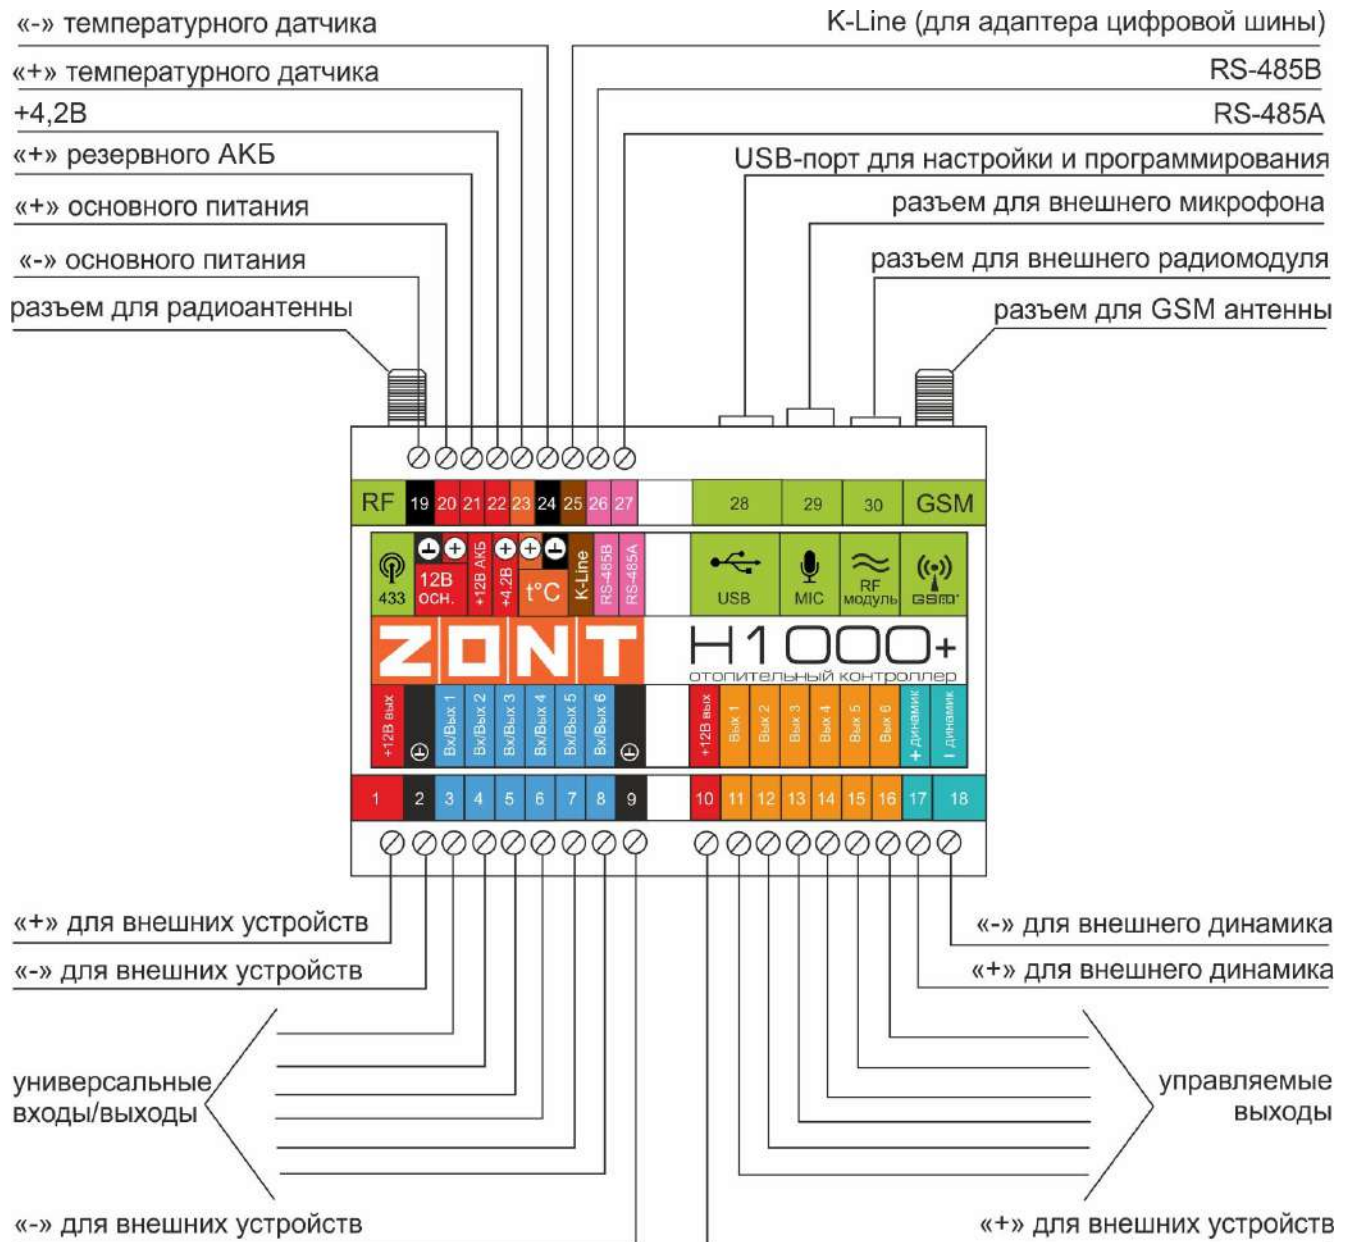 «-» температурного датчика
«+» температурного датчика
+4,2В
«+» резервного АКБ
«+» основного питания
«-» основного питания
разъем для радиоантенны
K-Line (для адаптера цифровой шины)
RS-485B
RS-485A
USB-порт для настройки и программирования
разъем для внешнего микрофона
разъем для внешнего радиомодуля
разъем для GSM антенны
RF 19 20 21 22 23 24 25 26 27 28 29 30 GSM
433
12В
осн.
+12В АКБ
+4.2В
t°C
K-Line
RS-485B
RS-485A
USB
MIC
RF
модуль
GSM
ZONT H1000+
отопительный контроллер
+12В вых
Вх/Вых 1
Вх/Вых 2
Вх/Вых 3
Вх/Вых 4
Вх/Вых 5
Вх/Вых 6
+12В вых
Вых 1
Вых 2
Вых 3
Вых 4
Вых 5
Вых 6
+ динамик
– динамик
1 2 3 4 5 6 7 8 9 10 11 12 13 14 15 16 17 18
«+» для внешних устройств
«-» для внешних устройств
универсальные
входы/выходы
«-» для внешних устройств
«-» для внешнего динамика
«+» для внешнего динамика
управляемые
выходы
«+» для внешних устройств